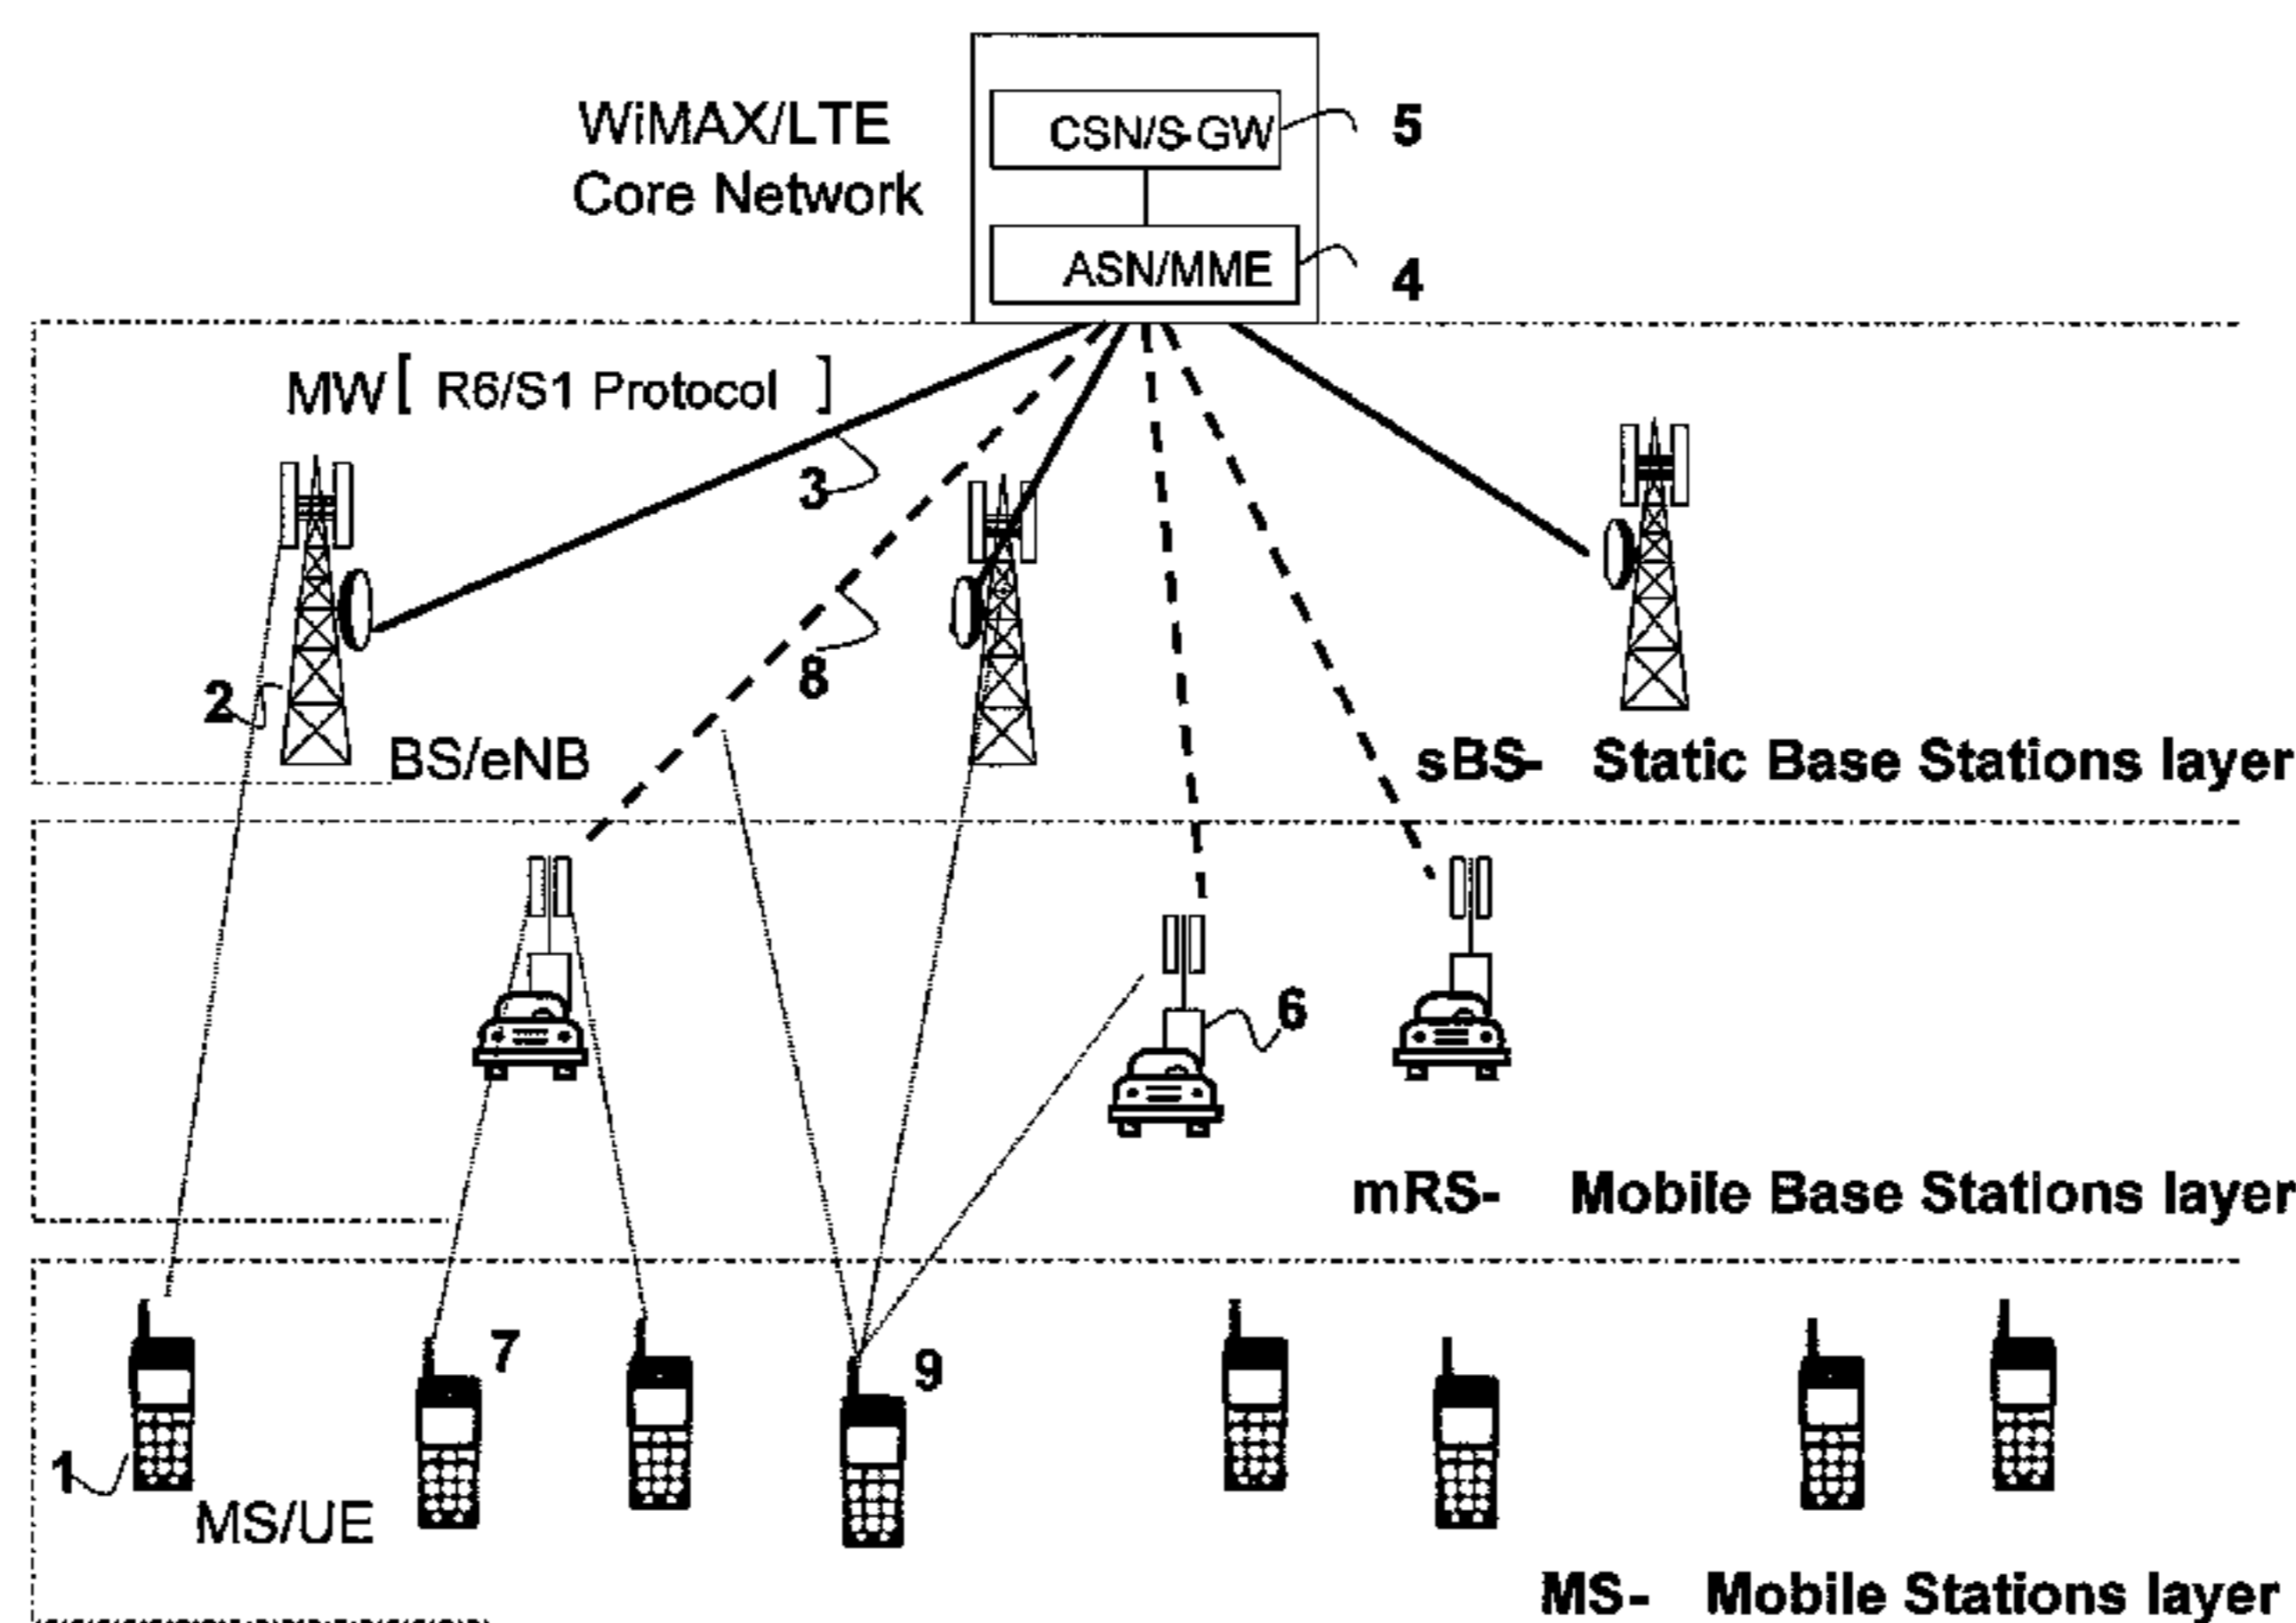 WiMAX/LTE
Core Network
CSN/S-GW
5
ASN/MME
4
MW [ R6/S1 Protocol ]
3
8
2
BS/eNB
sBS- Static Base Stations layer
6
mRS- Mobile Base Stations layer
7
9
1
MS/UE
MS- Mobile Stations layer